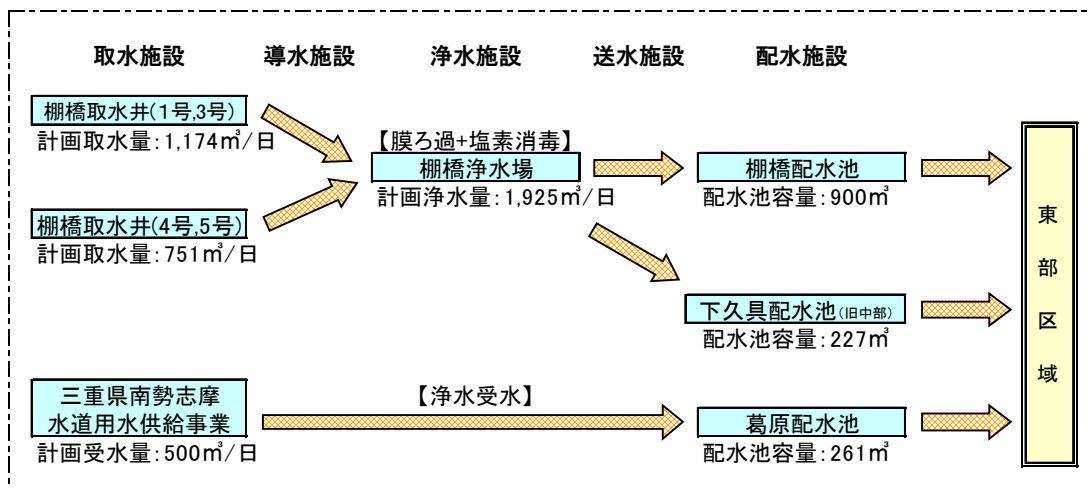 取水施設 導水施設 浄水施設 送水施設 配水施設
棚橋取水井(1号,3号)
計画取水量:1,174㎥/日
【膜ろ過+塩素消毒】
棚橋浄水場
計画浄水量:1,925㎥/日
棚橋配水池
配水池容量:900㎥
棚橋取水井(4号,5号)
計画取水量:751㎥/日
下久具配水池(旧中部)
配水池容量:227㎥
三重県南勢志摩
水道用水供給事業
計画受水量:500㎥/日
【浄水受水】
葛原配水池
配水池容量:261㎥
東部区域